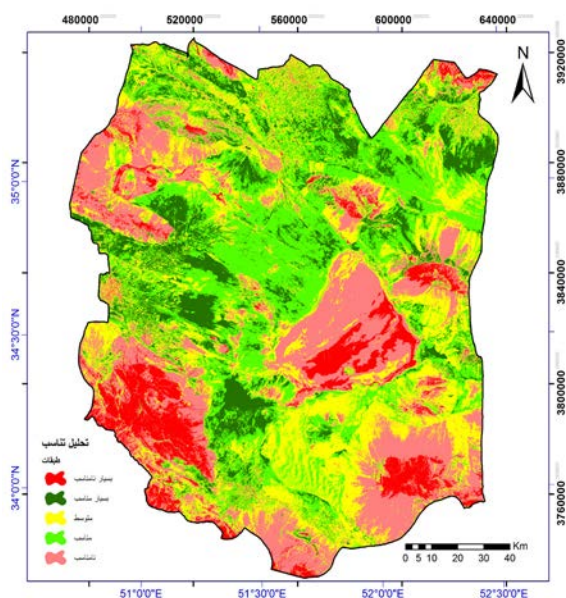 480000 520000 560000 600000 6400000
N
3920000
3880000
3840000
3800000
3760000
35°0'0"N
34°30'0"N
34°0'0"N
تحلیل تناسب
طبقات
بسیار نامناسب
بسیار مناسب
متوسط
مناسب
نامناسب
Km
0 5 10 20 30 40
51°0'0"E 51°30'0"E 52°0'0"E 52°30'0"E